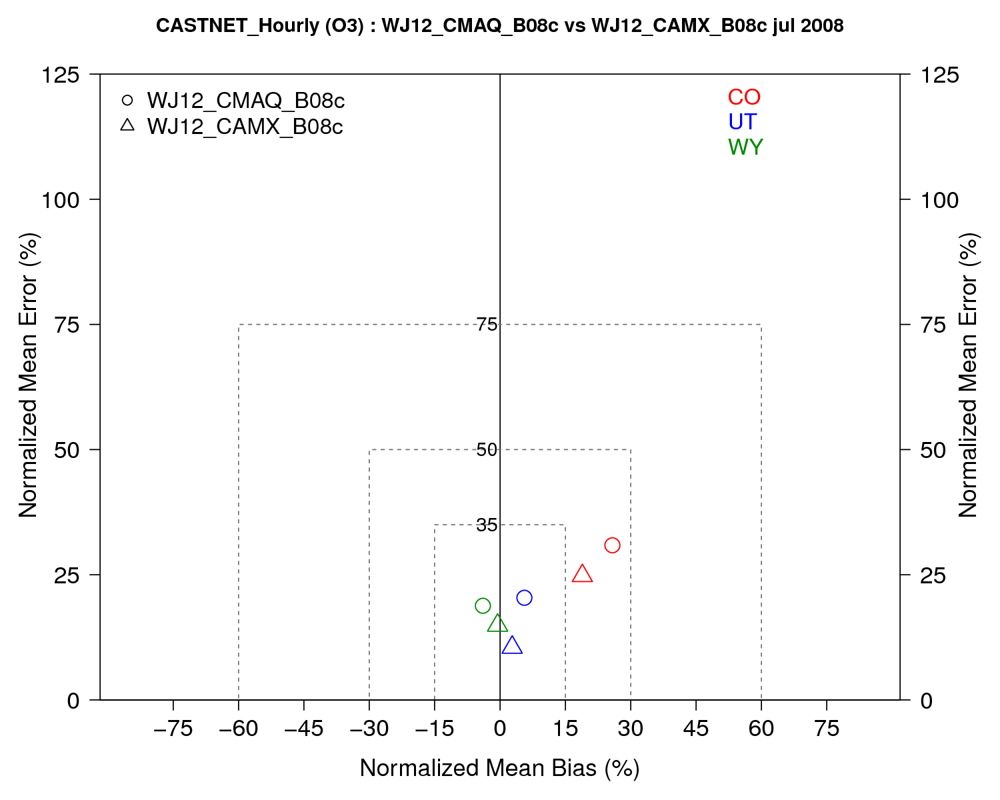 CASTNET_Hourly (O3) : WJ12_CMAQ_B08c vs WJ12_CAMX_B08c jul 2008
WJ12_CMAQ_B08c
WJ12_CAMX_B08c
CO
UT
WY
Normalized Mean Error (%)
125
100
75
50
25
0
75
50
35
125
100
75
50
25
0
Normalized Mean Error (%)
−75 −60 −45 −30 −15 0 15 30 45 60 75
Normalized Mean Bias (%)